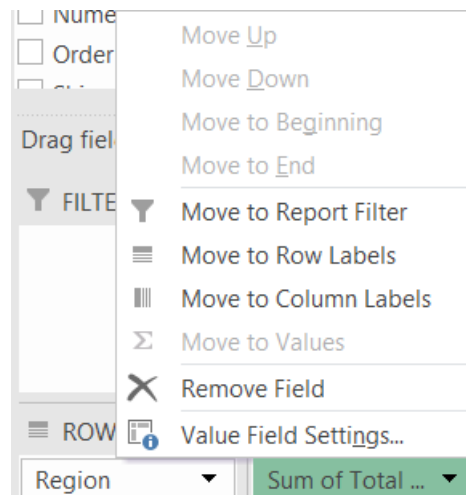 Nume
Order
Move Up
Move Down
Move to Beginning
Move to End
Drag fiel
FILTE
Move to Report Filter
Move to Row Labels
Move to Column Labels
Move to Values
Remove Field
ROW
Value Field Settings...
Region
Sum of Total ...